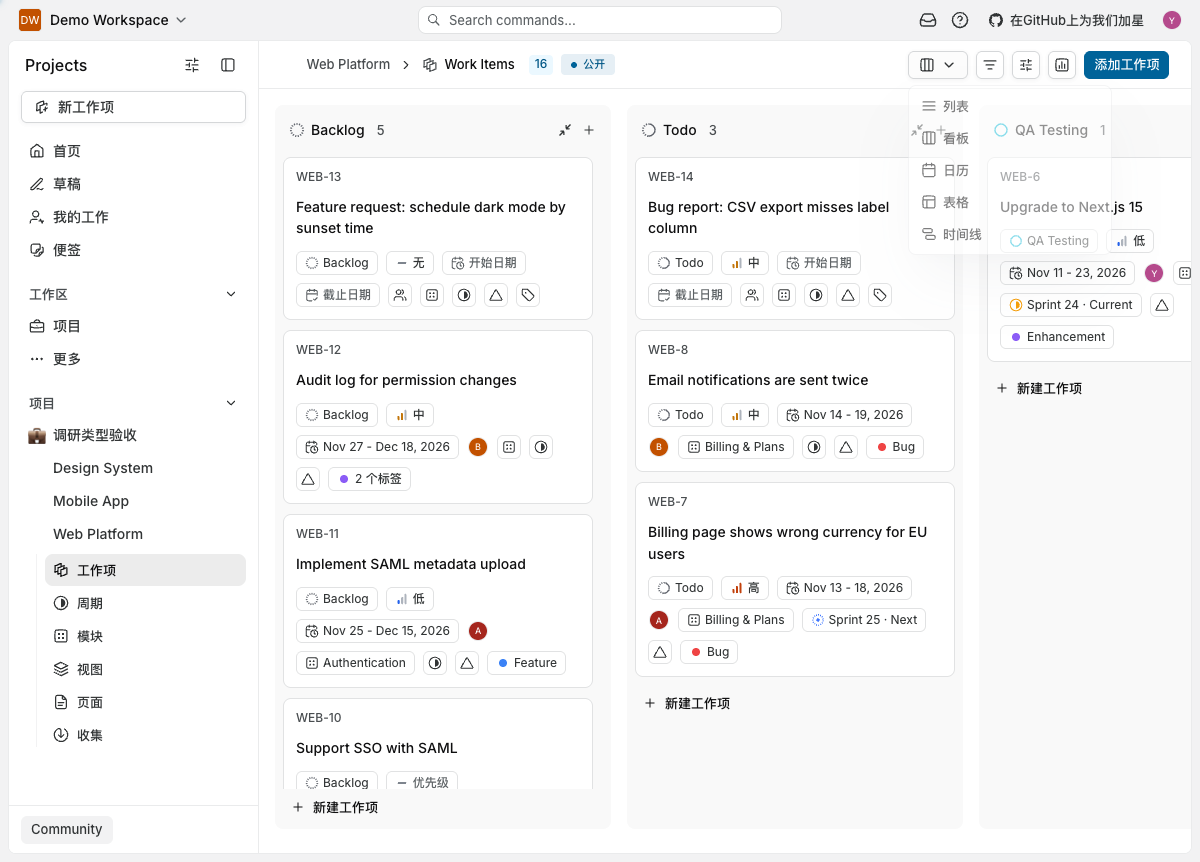 DW Demo Workspace
Search commands...
在GitHub上为我们加星
Y
Projects
新工作项
首页
草稿
我的工作
便签
工作区
项目
更多
项目
调研类型验收
Design System
Mobile App
Web Platform
工作项
周期
模块
视图
页面
收集
Community
Web Platform
Work Items
16
公开
添加工作项
列表
看板
日历
表格
时间线
Backlog 5
WEB-13
Feature request: schedule dark mode by
sunset time
Backlog 无 开始日期
截止日期
WEB-12
Audit log for permission changes
Backlog 中
Nov 27 - Dec 18, 2026 B
2 个标签
WEB-11
Implement SAML metadata upload
Backlog 低
Nov 25 - Dec 15, 2026 A
Authentication Feature
WEB-10
Support SSO with SAML
Backlog 优先级
新建工作项
Todo 3
WEB-14
Bug report: CSV export misses label
column
Todo 中 开始日期
截止日期
WEB-8
Email notifications are sent twice
Todo 中 Nov 14 - 19, 2026
B Billing & Plans Bug
WEB-7
Billing page shows wrong currency for EU
users
Todo 高 Nov 13 - 18, 2026
A Billing & Plans Sprint 25 · Next
Bug
新建工作项
QA Testing 1
WEB-6
Upgrade to Next.js 15
QA Testing 低
Nov 11 - 23, 2026 Y
Sprint 24 · Current
Enhancement
新建工作项